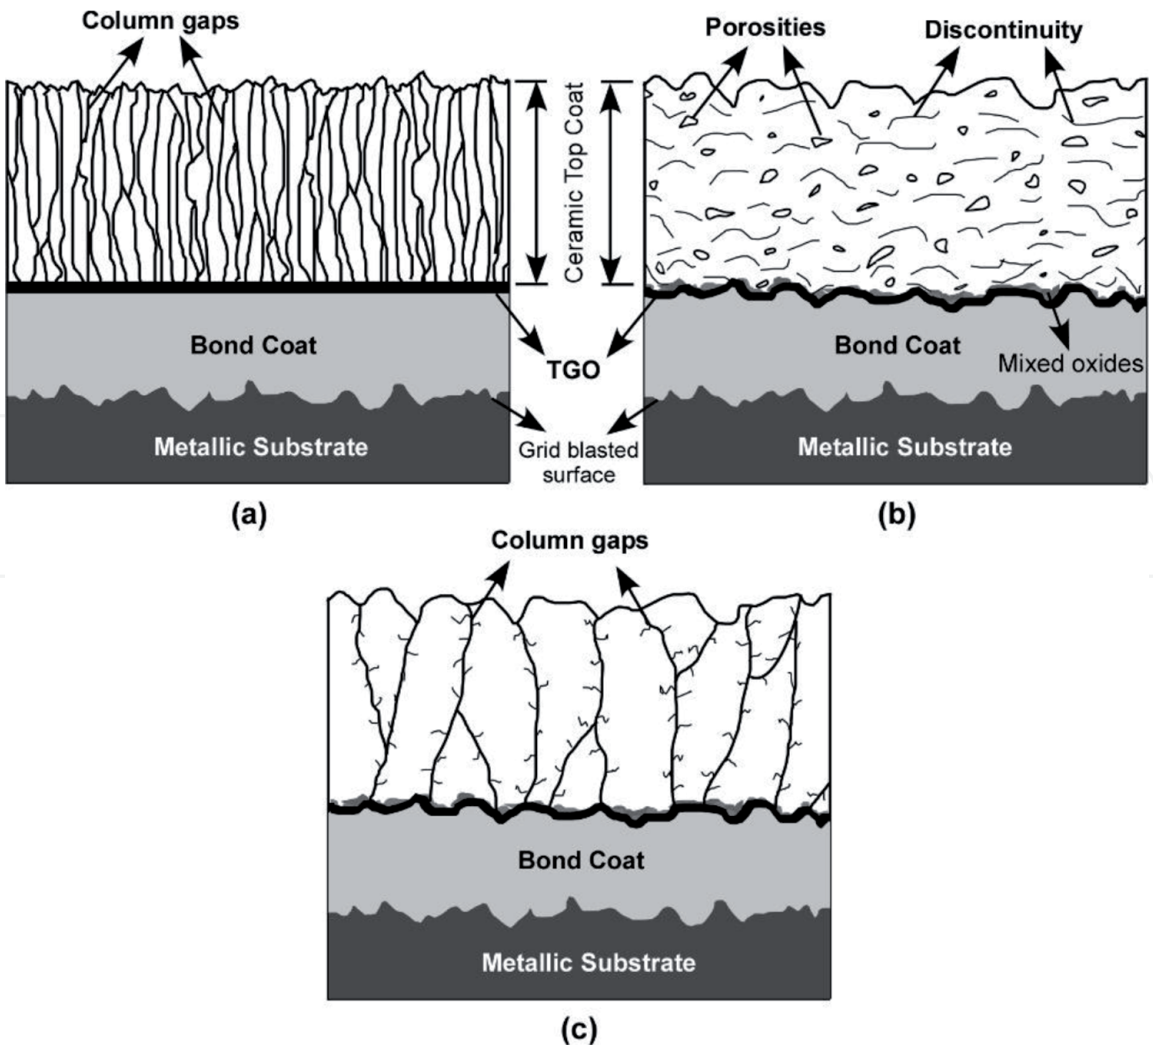 Column gaps
Porosities
Discontinuity
Ceramic Top Coat
Bond Coat
TGO
Bond Coat
Mixed oxides
Metallic Substrate
Grid blasted
surface
Metallic Substrate
(a)
(b)
Column gaps
Bond Coat
Metallic Substrate
(c)